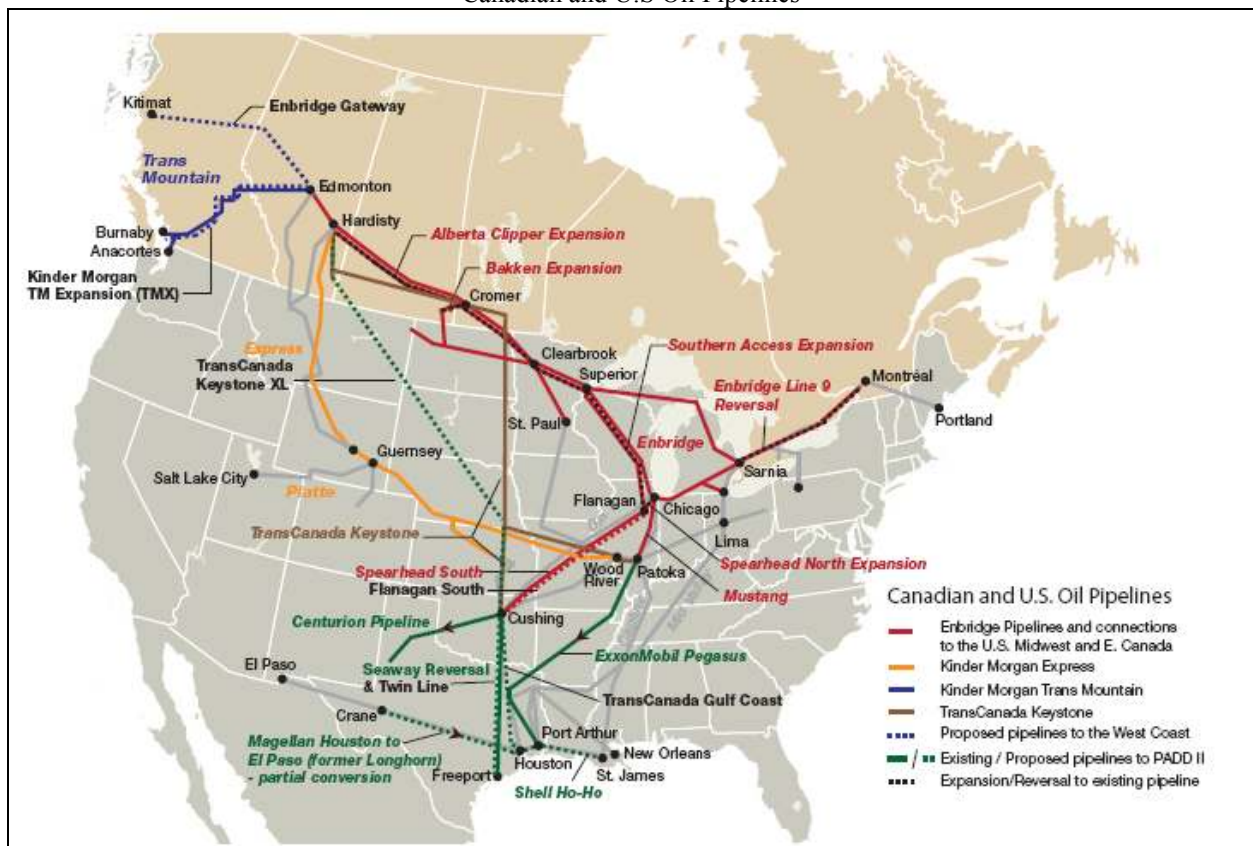 Canadian and U.S Oil Pipelines
Kitimat
Enbridge Gateway
Trans
Mountain
Edmonton
Hardisty
Burnaby
Anacortes
Alberta Clipper Expansion
Bakken Expansion
Kinder Morgan
TM Expansion (TMX)
Cromer
Express
TransCanada
Keystone XL
Clearbrook
Superior
Southern Access Expansion
Enbridge Line 9
Reversal
Montréal
Portland
St. Paul
Enbridge
Sarnia
Guernsey
Salt Lake City
Platte
Flanagan
Chicago
Lima
TransCanada Keystone
Spearhead South
Flanagan South
Wood
River
Patoka
Spearhead North Expansion
Mustang
Cushing
Centurion Pipeline
El Paso
Seaway Reversal
& Twin Line
ExxonMobil Pegasus
TransCanada Gulf Coast
Crane
Magellan Houston to
El Paso (former Longhorn)
- partial conversion
Port Arthur
New Orleans
Houston
St. James
Freeport
Shell Ho-Ho
Canadian and U.S. Oil Pipelines
Enbridge Pipelines and connections
to the U.S. Midwest and E. Canada
Kinder Morgan Express
Kinder Morgan Trans Mountain
TransCanada Keystone
Proposed pipelines to the West Coast
/ Existing / Proposed pipelines to PADD II
Expansion/Reversal to existing pipeline